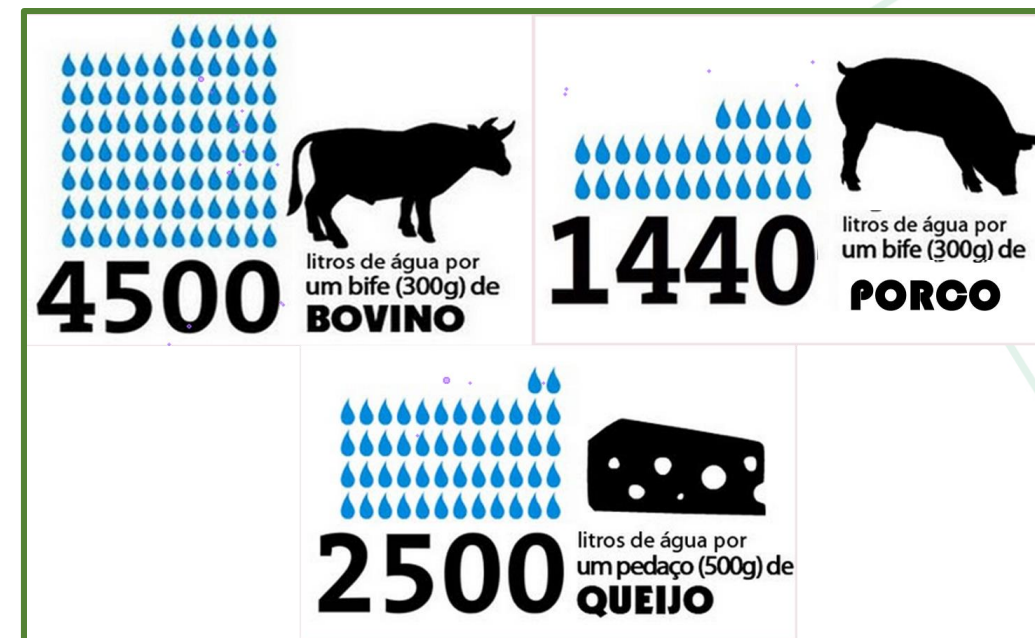 4500
litros de água por
um bife (300g) de
BOVINO
1440
litros de água por
um bife (300g) de
PORCO
2500
litros de água por
um pedaço (500g) de
QUEIJO